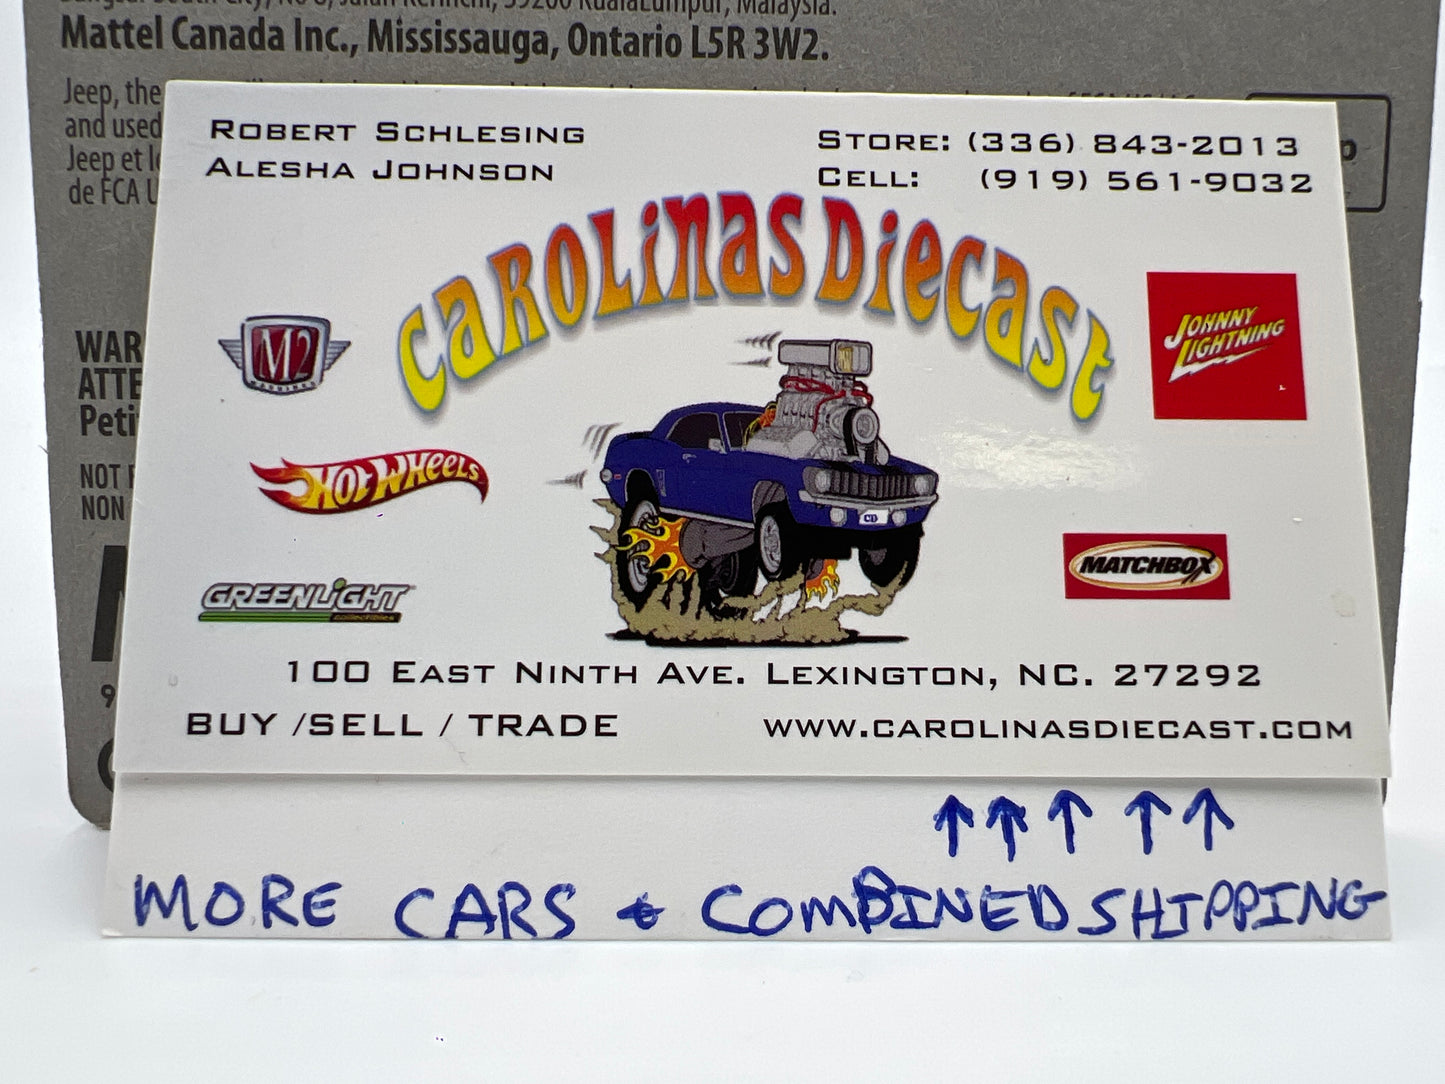 Mattel Canada Inc., Mississauga, Ontario L5R 3W2.
Jeep, the
and used
Jeep et
de FCA U
ROBERT SCHLESING
ALESHA JOHNSON
STORE: (336) 843-2013
CELL: (919) 561-9032
CAROLINAS DIECAST
M2
MACHINES
JOHNNY
LIGHTNING
HOT WHEELS
CD
MATCHBOX
GREENLIGHT
collectibles
100 EAST NINTH AVE. LEXINGTON, NC. 27292
BUY /SELL / TRADE
WWW.CAROLINASDIECAST.COM
WAR
ATTE
Peti
NOT
NON
↑↑↑↑↑
MORE CARS & COMBINED SHIPPING